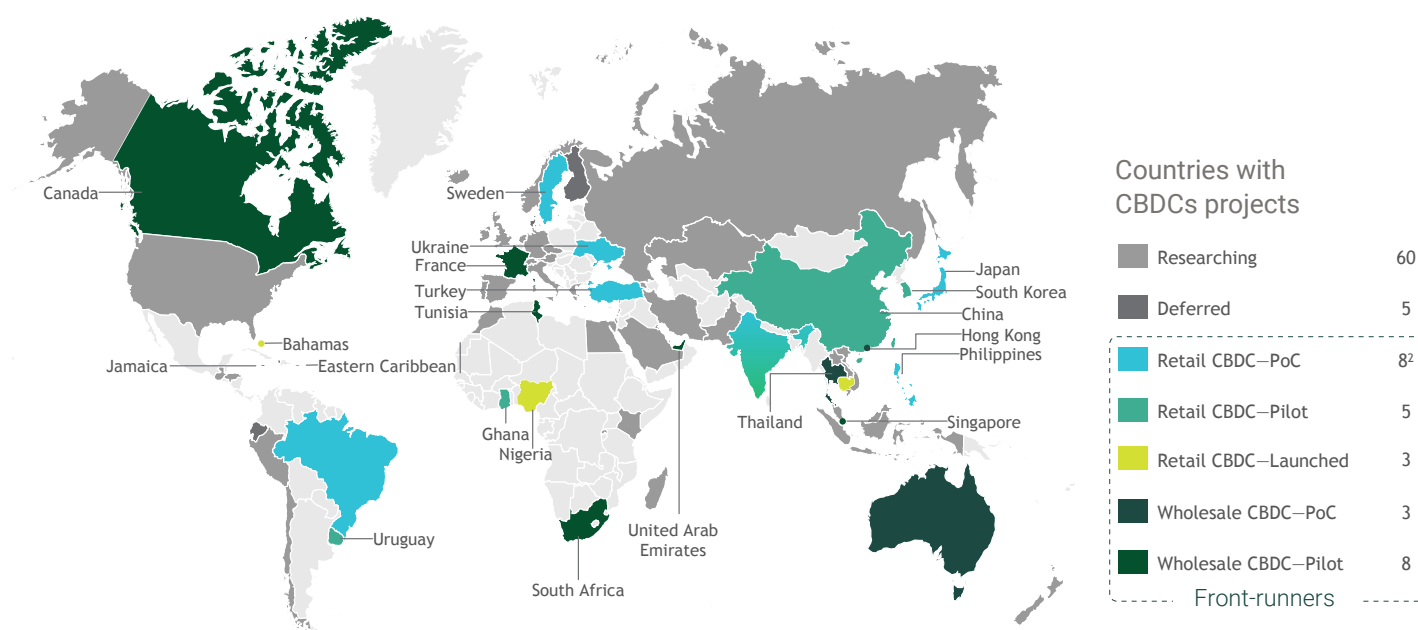 Canada
Sweden
Ukraine
France
Turkey
Tunisia
Bahamas
Jamaica
Eastern Caribbean
Ghana
Nigeria
Uruguay
South Africa
United Arab
Emirates
Thailand
Singapore
Japan
South Korea
China
Hong Kong
Philippines
Countries with
CBDCs projects
Researching 60
Deferred 5
Retail CBDC—PoC 8²
Retail CBDC—Pilot 5
Retail CBDC—Launched 3
Wholesale CBDC—PoC 3
Wholesale CBDC—Pilot 8
Front-runners